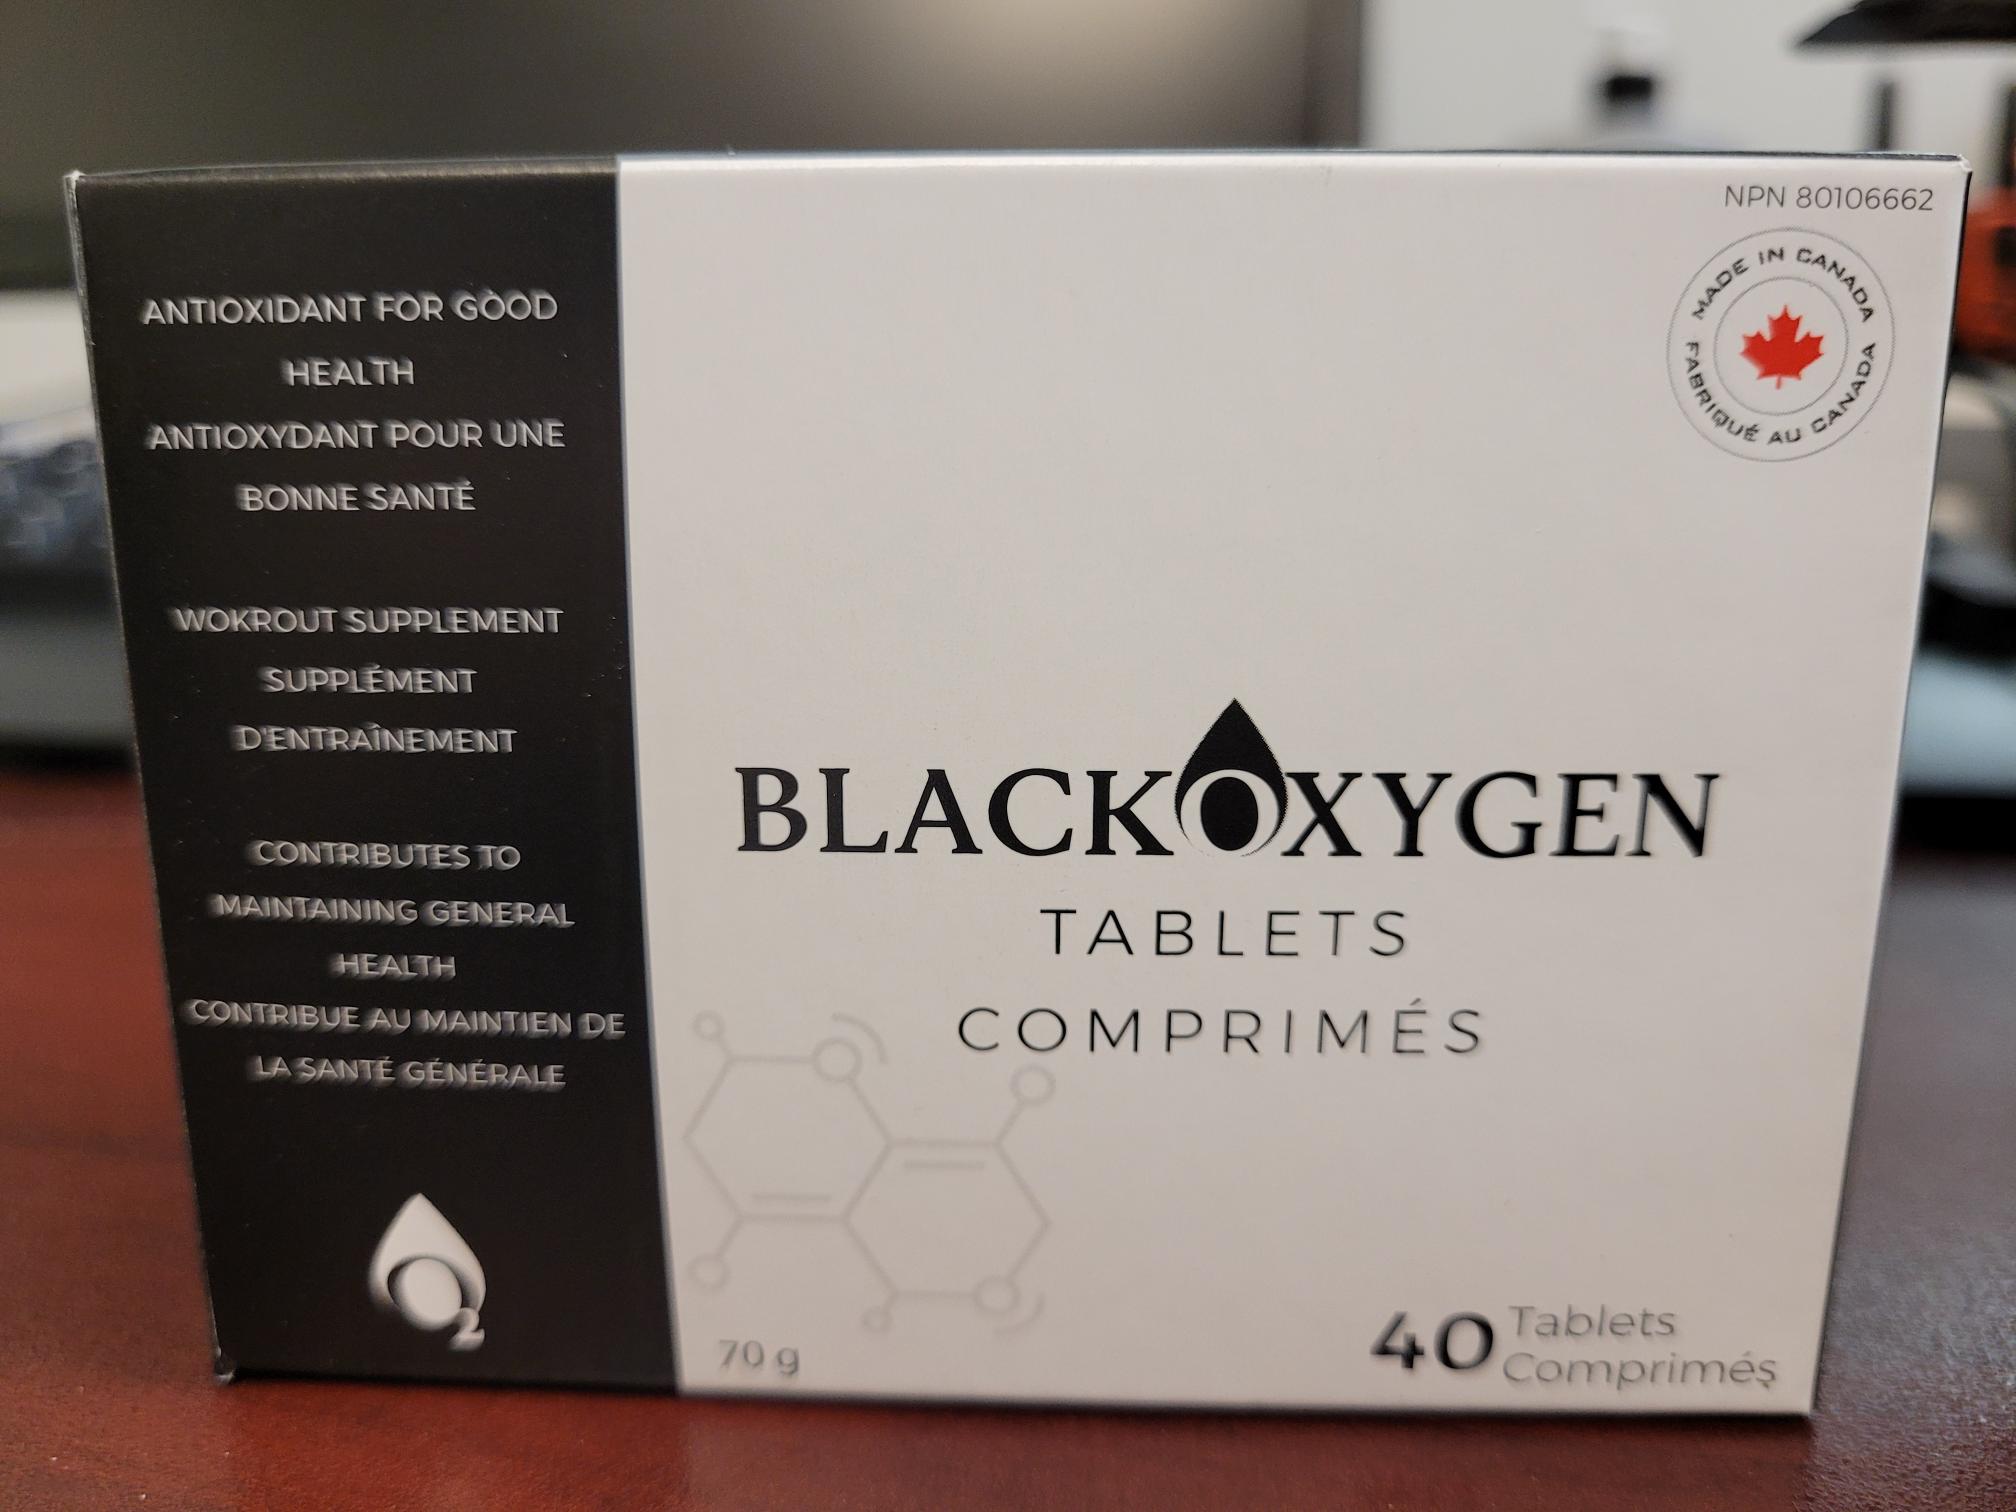 NPN 80106662
MADE IN CANADA
FABRIQUÉ AU CANADA
ANTIOXIDANT FOR GOOD
HEALTH
ANTIOXYDANT POUR UNE
BONNE SANTÉ
WOKROUT SUPPLEMENT
SUPPLÉMENT
D'ENTRAÎNEMENT
CONTRIBUTES TO
MAINTAINING GENERAL
HEALTH
CONTRIBUE AU MAINTIEN DE
LA SANTÉ GÉNÉRALE
O2
BLACKOXYGEN
TABLETS
COMPRIMÉS
70 g
40 Tablets
Comprimés